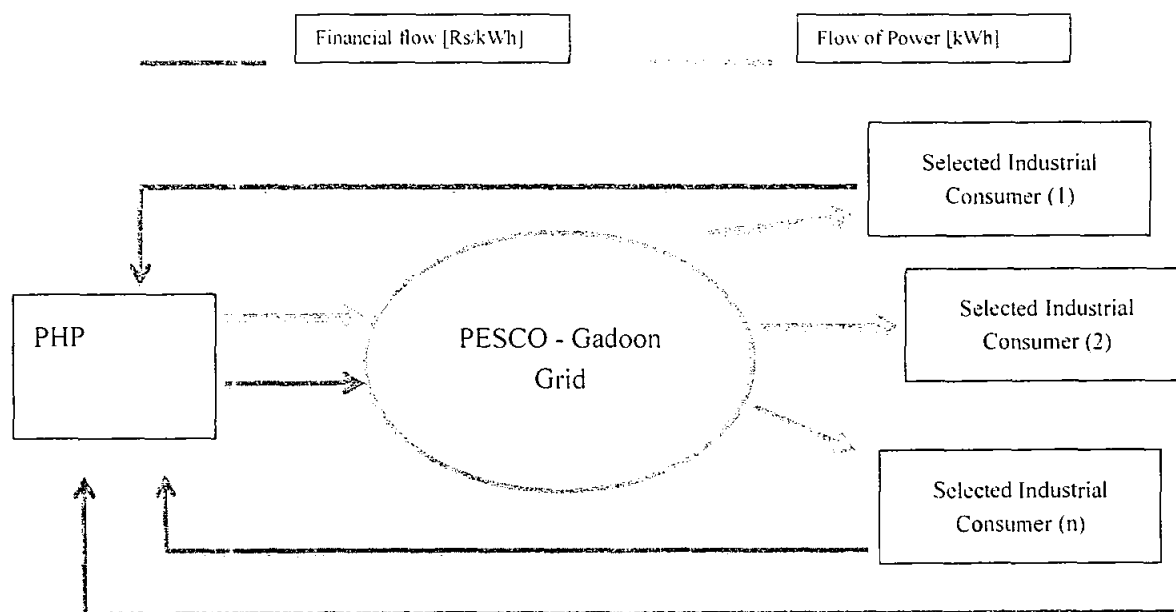 Financial flow [Rs/kWh]
Flow of Power [kWh]
Selected Industrial
Consumer (1)
PHP
PESCO - Gadoon
Grid
Selected Industrial
Consumer (2)
Selected Industrial
Consumer (n)